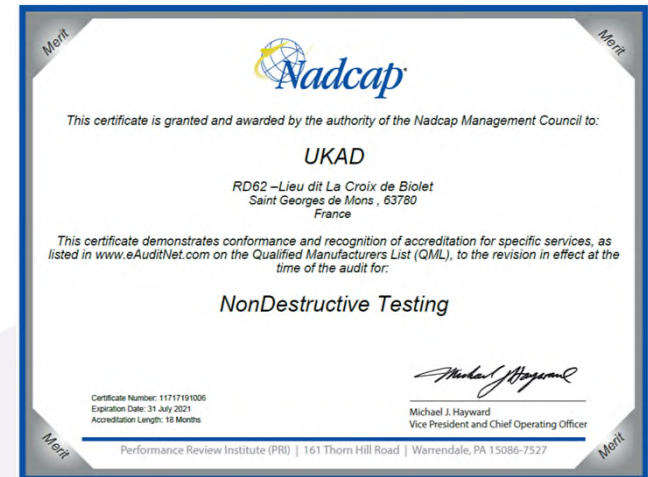 Merit
Merit
Nadcap
This certificate is granted and awarded by the authority of the Nadcap Management Council to:
UKAD
RD62 –Lieu dit La Croix de Biolet
Saint Georges de Mons , 63780
France
This certificate demonstrates conformance and recognition of accreditation for specific services, as
listed in www.eAuditNet.com on the Qualified Manufacturers List (QML), to the revision in effect at the
time of the audit for:
NonDestructive Testing
Certificate Number: 11717191006
Expiration Date: 31 July 2021
Accreditation Length: 18 Months
Michael J. Hayward
Michael J. Hayward
Vice President and Chief Operating Officer
Merit
Performance Review Institute (PRI) | 161 Thorn Hill Road | Warrendale, PA 15086-7527
Merit